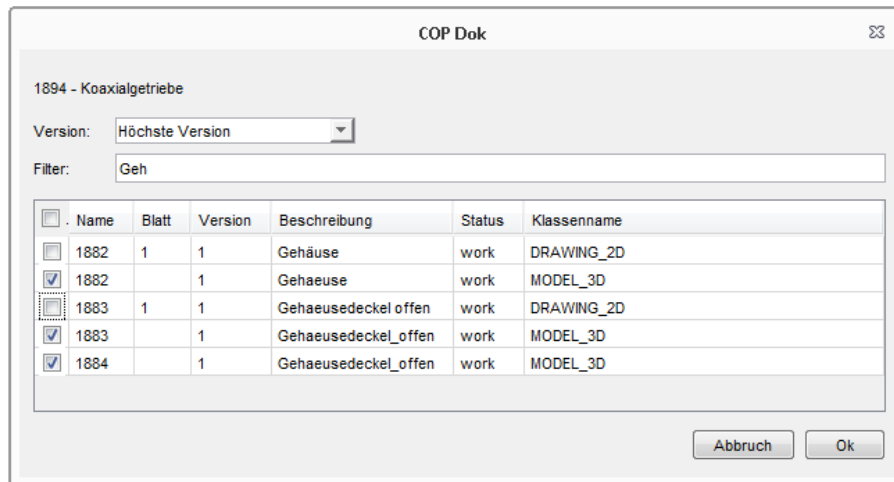 COP Dok
1894 - Koaxialgetriebe
Version: Höchste Version
Filter: Geh
. Name Blatt Version Beschreibung Status Klassenname
1882 1 1 Gehäuse work DRAWING_2D
1882 1 Gehaeuse work MODEL_3D
1883 1 1 Gehaeusedeckel offen work DRAWING_2D
1883 1 Gehaeusedeckel_offen work MODEL_3D
1884 1 Gehaeusedeckel_offen work MODEL_3D
Abbruch Ok